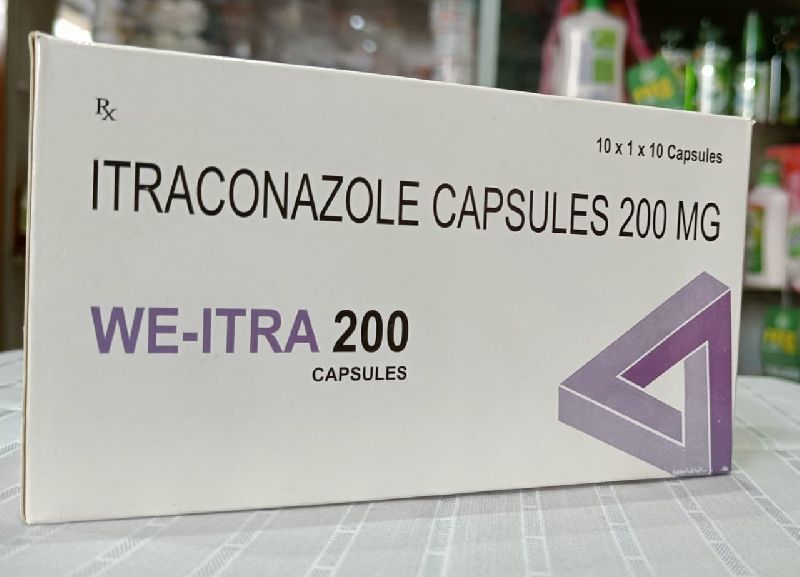 Rx
10 x 1 x 10 Capsules
ITRACONAZOLE CAPSULES 200 MG
WE-ITRA 200
CAPSULES